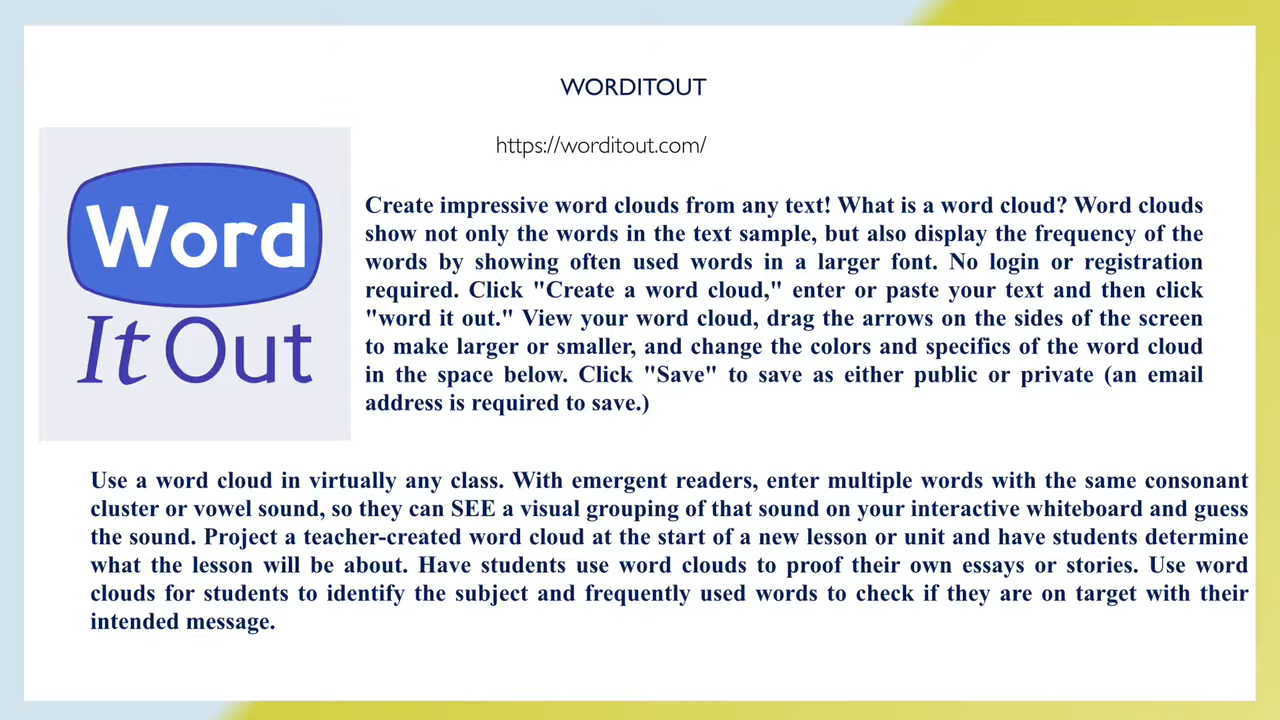 WORDITOUT
https://worditout.com/
Word
It Out
Create impressive word clouds from any text! What is a word cloud? Word clouds
show not only the words in the text sample, but also display the frequency of the
words by showing often used words in a larger font. No login or registration
required. Click "Create a word cloud," enter or paste your text and then click
"word it out." View your word cloud, drag the arrows on the sides of the screen
to make larger or smaller, and change the colors and specifics of the word cloud
in the space below. Click "Save" to save as either public or private (an email
address is required to save.)
Use a word cloud in virtually any class. With emergent readers, enter multiple words with the same consonant
cluster or vowel sound, so they can SEE a visual grouping of that sound on your interactive whiteboard and guess
the sound. Project a teacher-created word cloud at the start of a new lesson or unit and have students determine
what the lesson will be about. Have students use word clouds to proof their own essays or stories. Use word
clouds for students to identify the subject and frequently used words to check if they are on target with their
intended message.